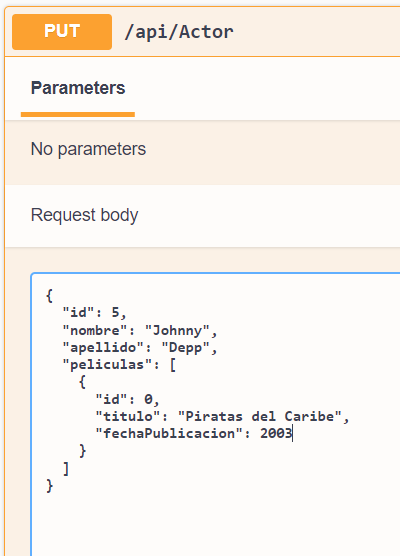 PUT /api/Actor
Parameters
No parameters
Request body
{
  "id": 5,
  "nombre": "Johnny",
  "apellido": "Depp",
  "peliculas": [
    {
      "id": 0,
      "titulo": "Piratas del Caribe",
      "fechaPublicacion": 2003
    }
  ]
}